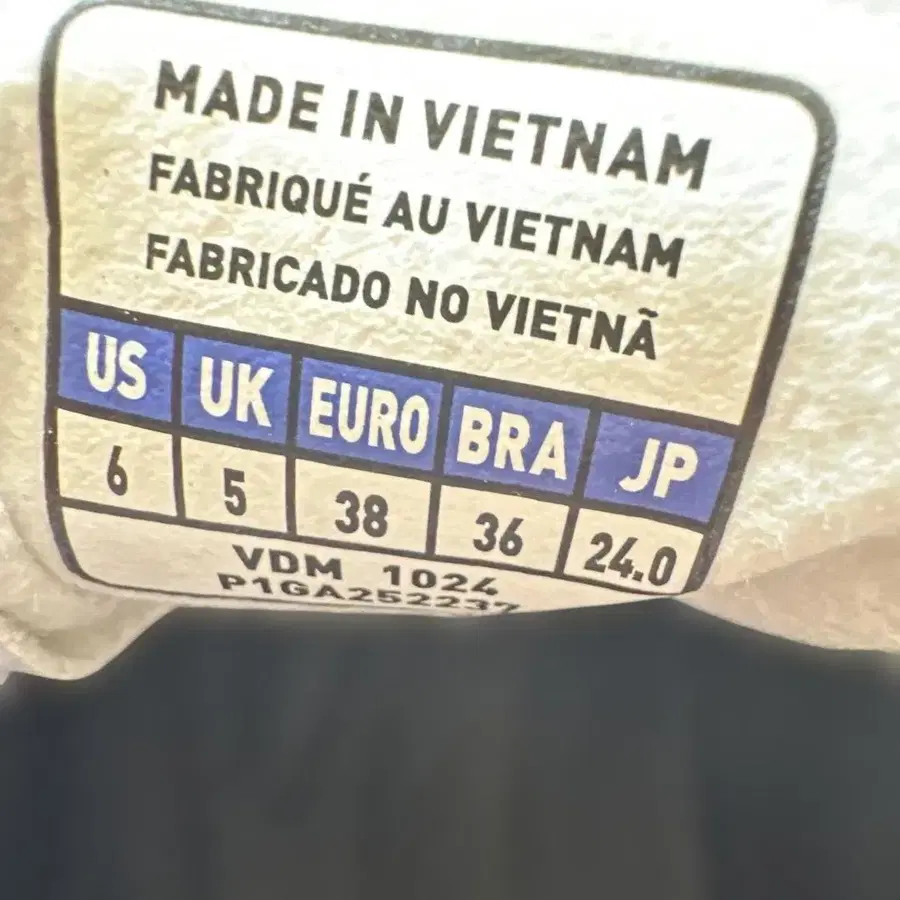 MADE IN VIETNAM
FABRIQUÉ AU VIETNAM
FABRICADO NO VIETNÃ
US UK EURO BRA JP
6 5 38 36 24.0
VDM 1024
P1GA252237